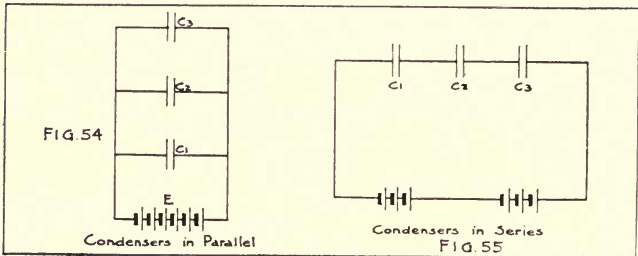 C3
C2
FIG.54
C1
E
Condensers in Parallel
C1 C2 C3
Condensers in Series
FIG.55